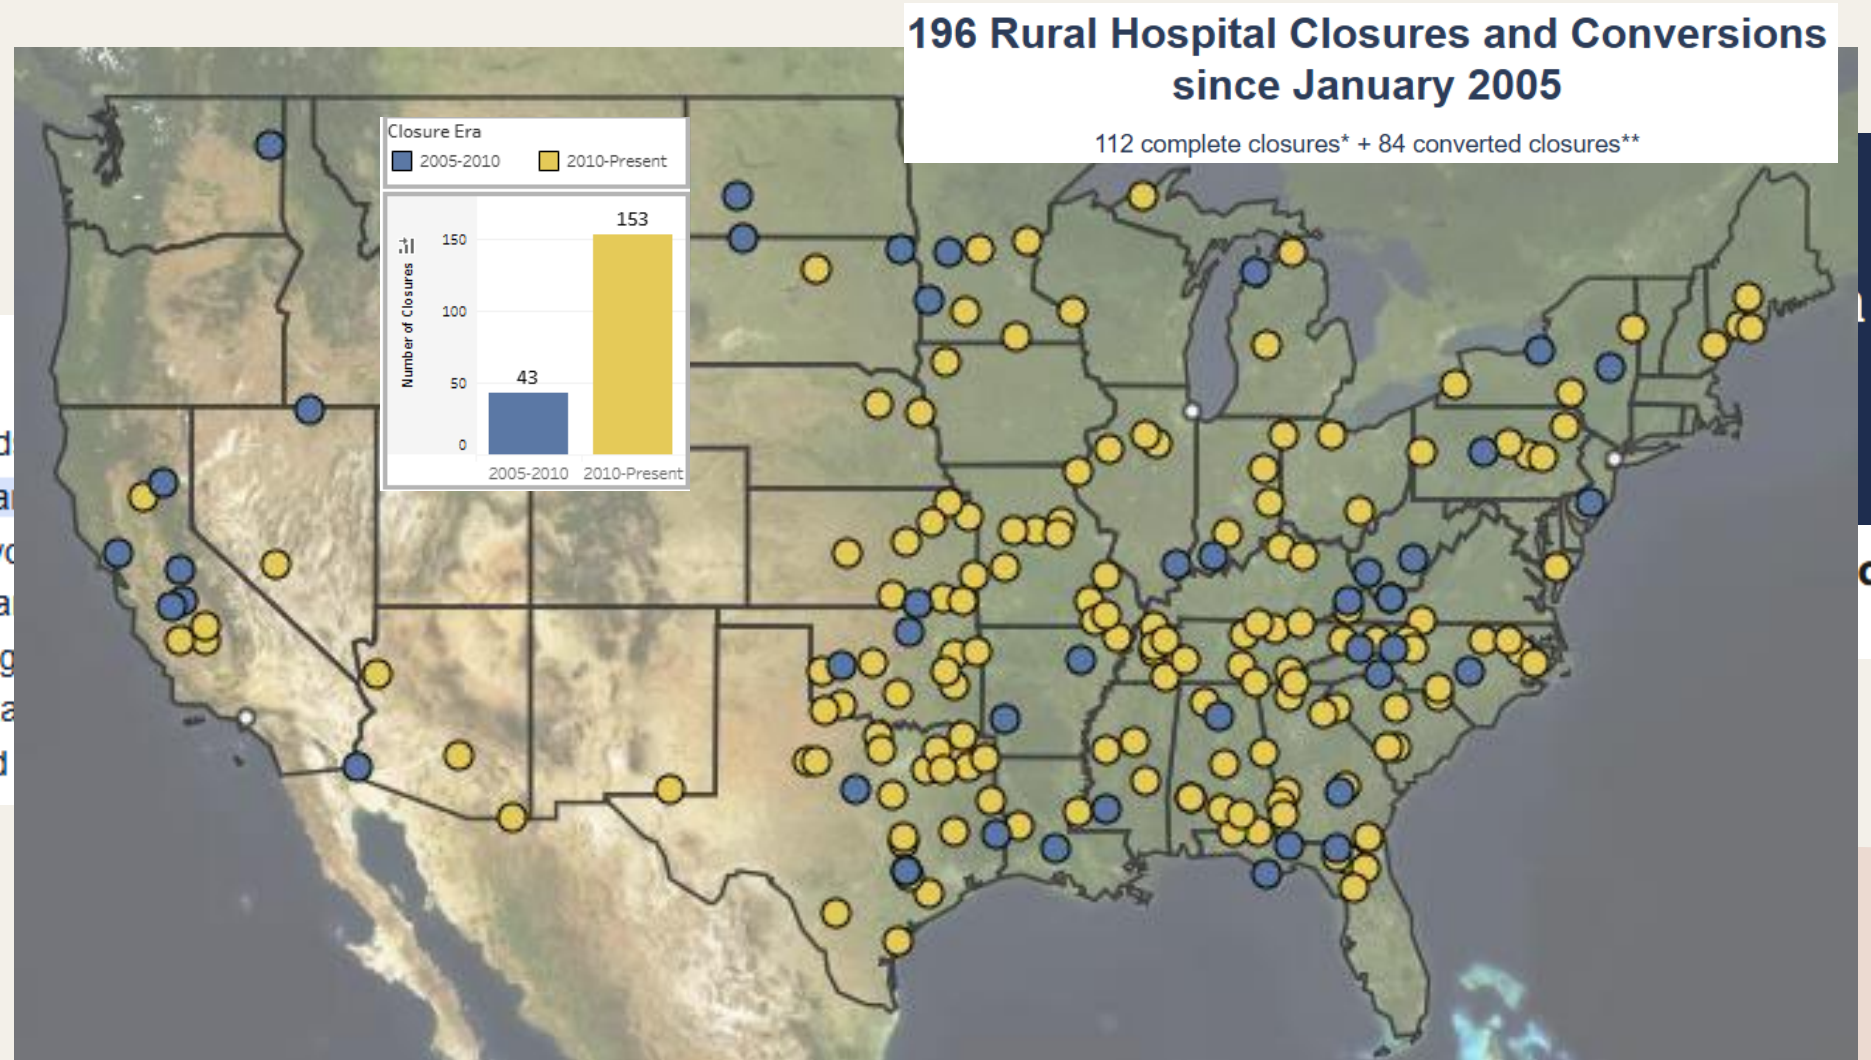 196 Rural Hospital Closures and Conversions
since January 2005
112 complete closures* + 84 converted closures**
Closure Era
2005-2010
2010-Present
Number of Closures
150
100
50
0
43
153
2005-2010
2010-Present